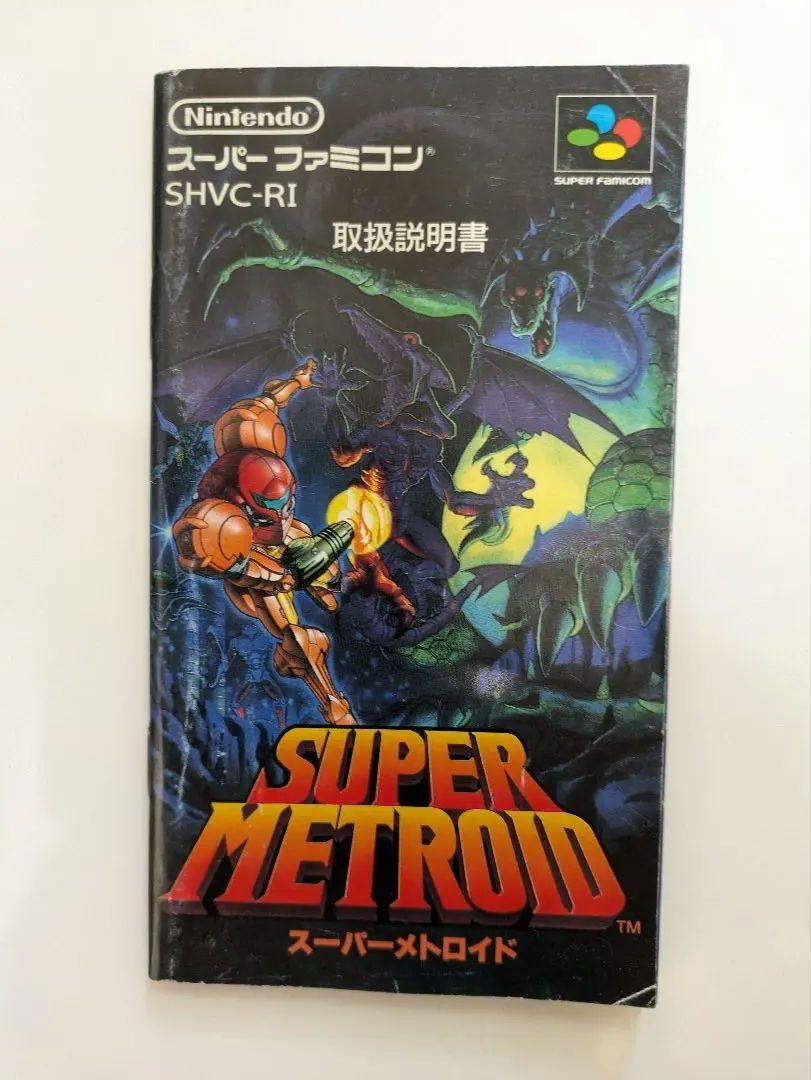 Nintendo
スーパーファミコン®
SHVC-RI
SUPER FAMICOM
取扱説明書
SUPER
METROID
TM
スーパーメトロイド